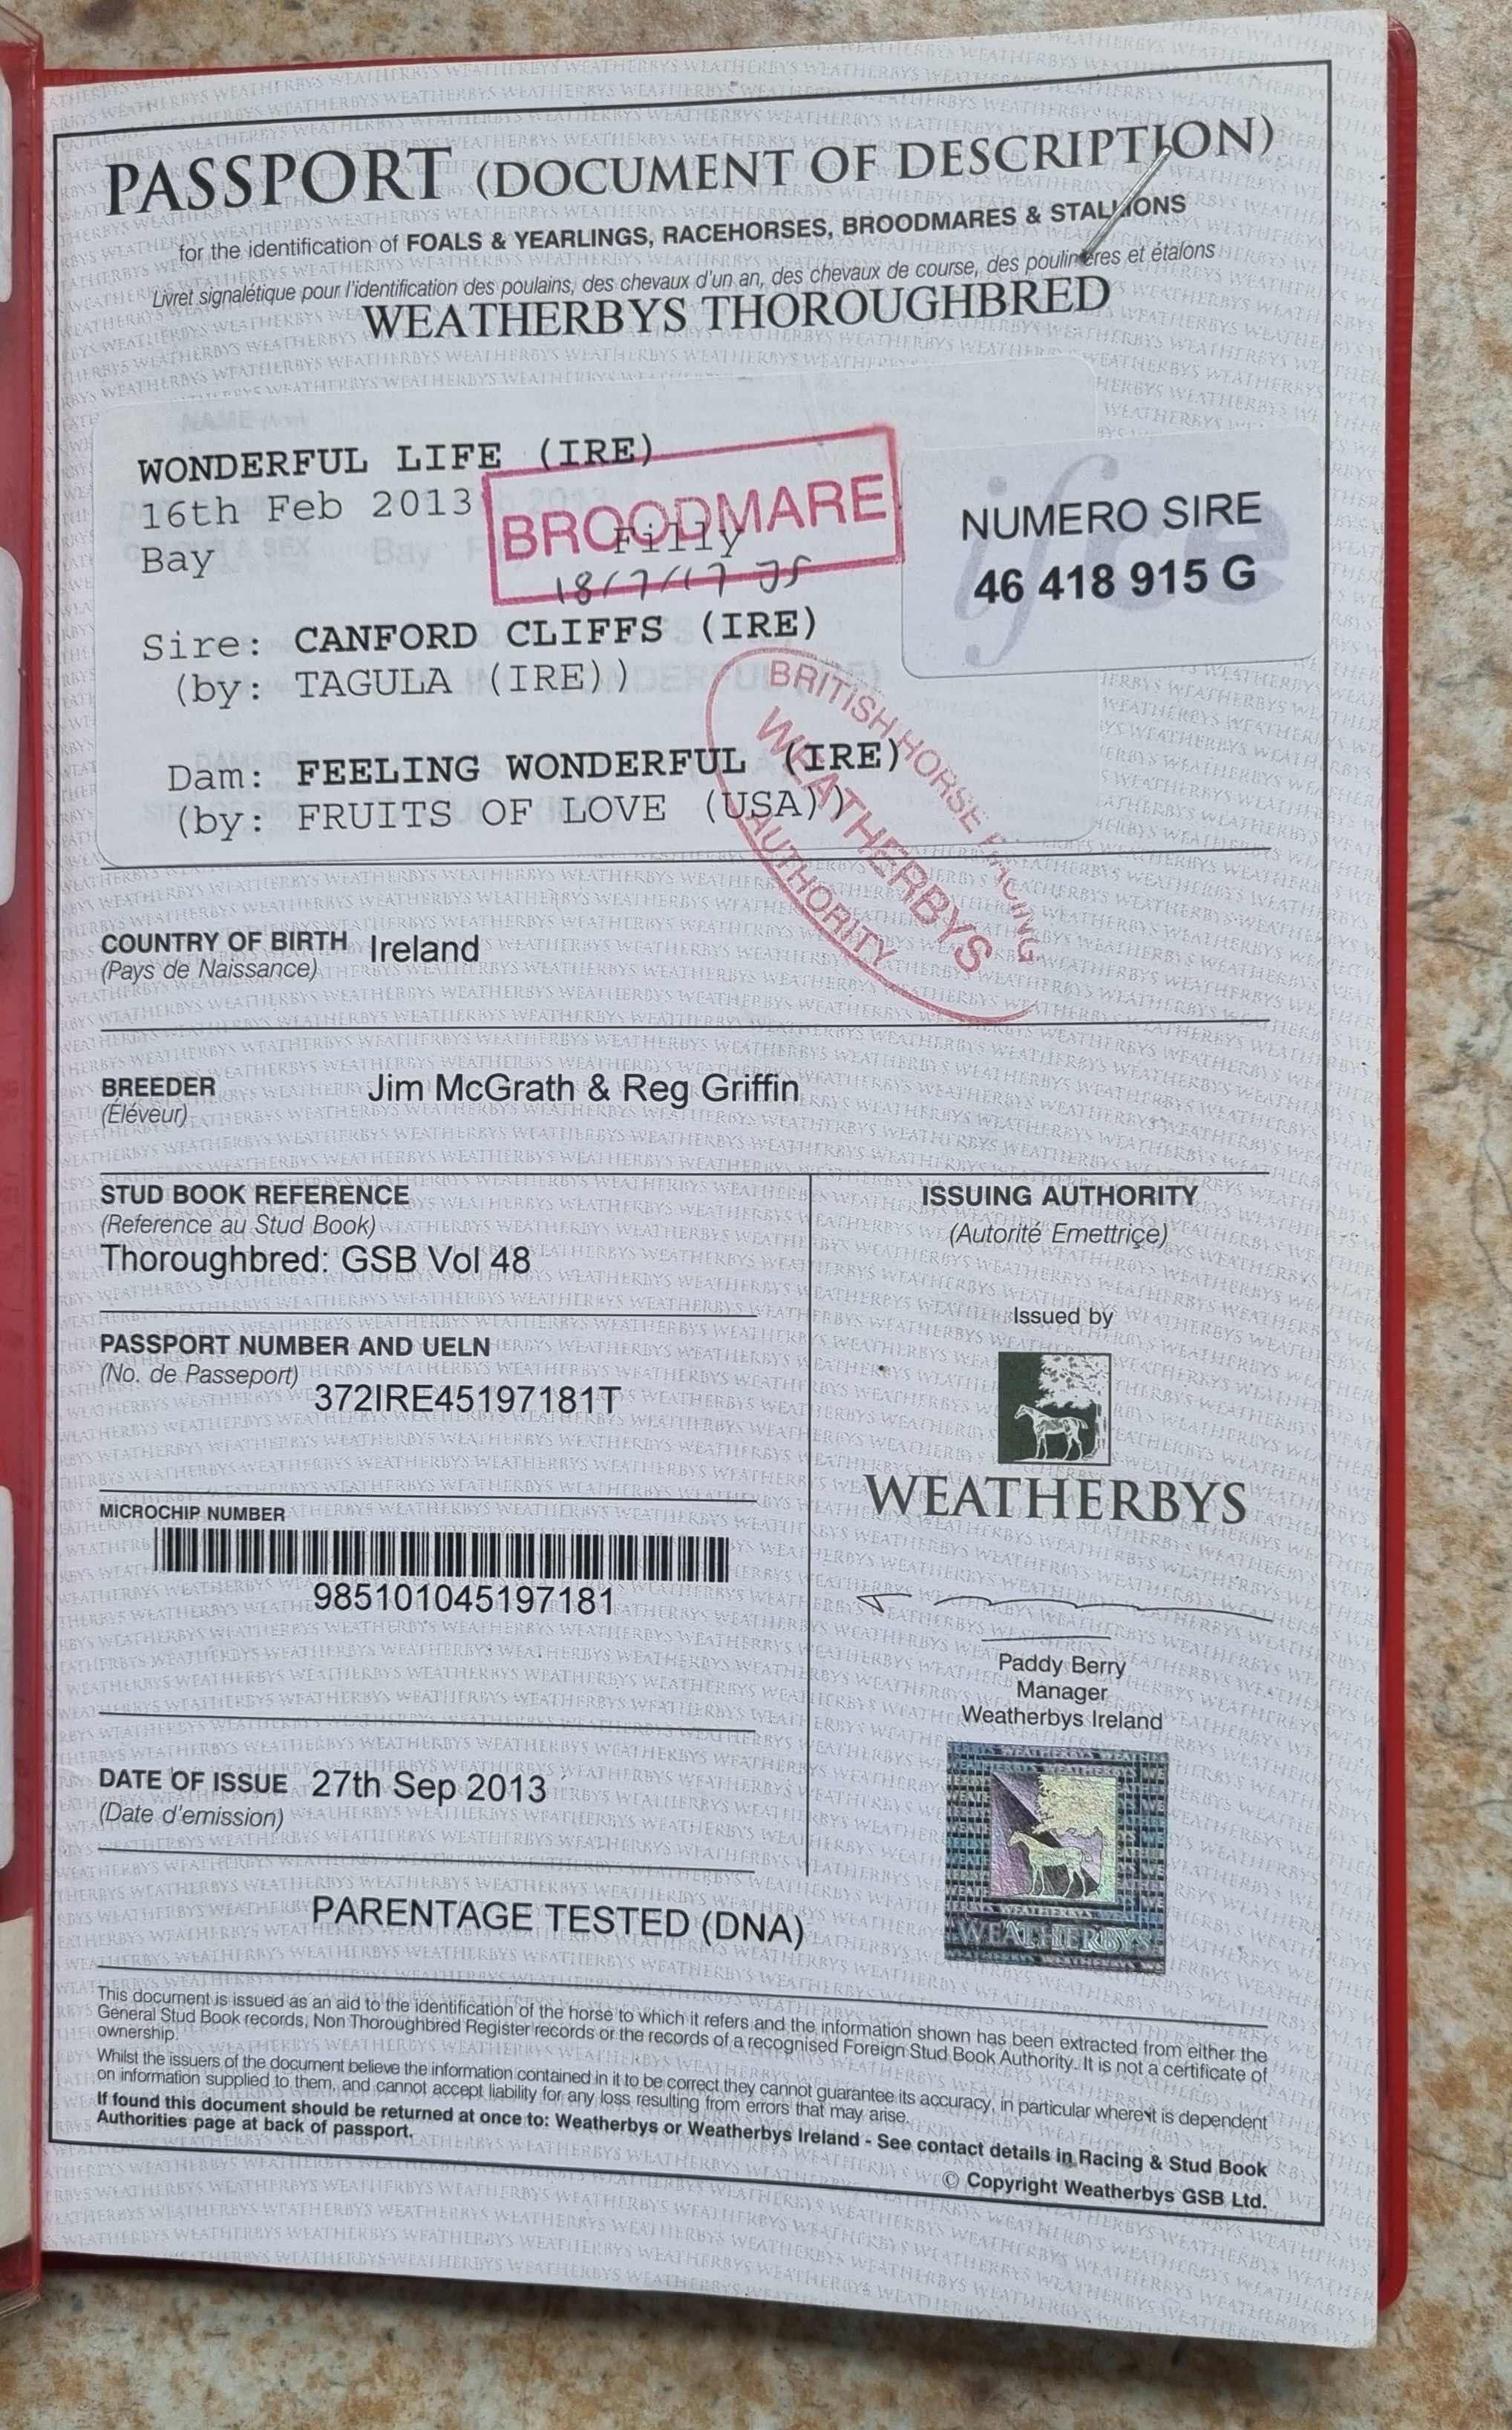 PASSPORT (DOCUMENT OF DESCRIPTION)
for the identification of FOALS & YEARLINGS, RACEHORSES, BROODMARES & STALLIONS
Livret signalétique pour l'identification des poulains, des chevaux d'un an, des chevaux de course, des poulinières et étalons
WEATHERBYS THOROUGHBRED
WONDERFUL LIFE (IRE)
16th Feb 2013
Bay
Filly
BROODMARE
18/7/17 JS
NUMERO SIRE
46 418 915 G
ifce
Sire: CANFORD CLIFFS (IRE)
(by: TAGULA (IRE))
Dam: FEELING WONDERFUL (IRE)
(by: FRUITS OF LOVE (USA))
BRITISH HORSE RACING
WEATHERBYS
AUTHORITY
COUNTRY OF BIRTH Ireland
(Pays de Naissance)
BREEDER Jim McGrath & Reg Griffin
(Éléveur)
STUD BOOK REFERENCE
(Reference au Stud Book)
Thoroughbred: GSB Vol 48
PASSPORT NUMBER AND UELN
(No. de Passeport)
372IRE45197181T
MICROCHIP NUMBER
985101045197181
DATE OF ISSUE 27th Sep 2013
(Date d'emission)
PARENTAGE TESTED (DNA)
ISSUING AUTHORITY
(Autorité Emettriçe)
Issued by
WEATHERBYS
Paddy Berry
Manager
Weatherbys Ireland
WEATHERBYS
This document is issued as an aid to the identification of the horse to which it refers and the information shown has been extracted from either the
General Stud Book records, Non Thoroughbred Register records or the records of a recognised Foreign Stud Book Authority. It is not a certificate of
ownership.
Whilst the issuers of the document believe the information contained in it to be correct they cannot guarantee its accuracy, in particular where it is dependent
on information supplied to them, and cannot accept liability for any loss resulting from errors that may arise.
If found this document should be returned at once to: Weatherbys or Weatherbys Ireland - See contact details in Racing & Stud Book
Authorities page at back of passport.
© Copyright Weatherbys GSB Ltd.